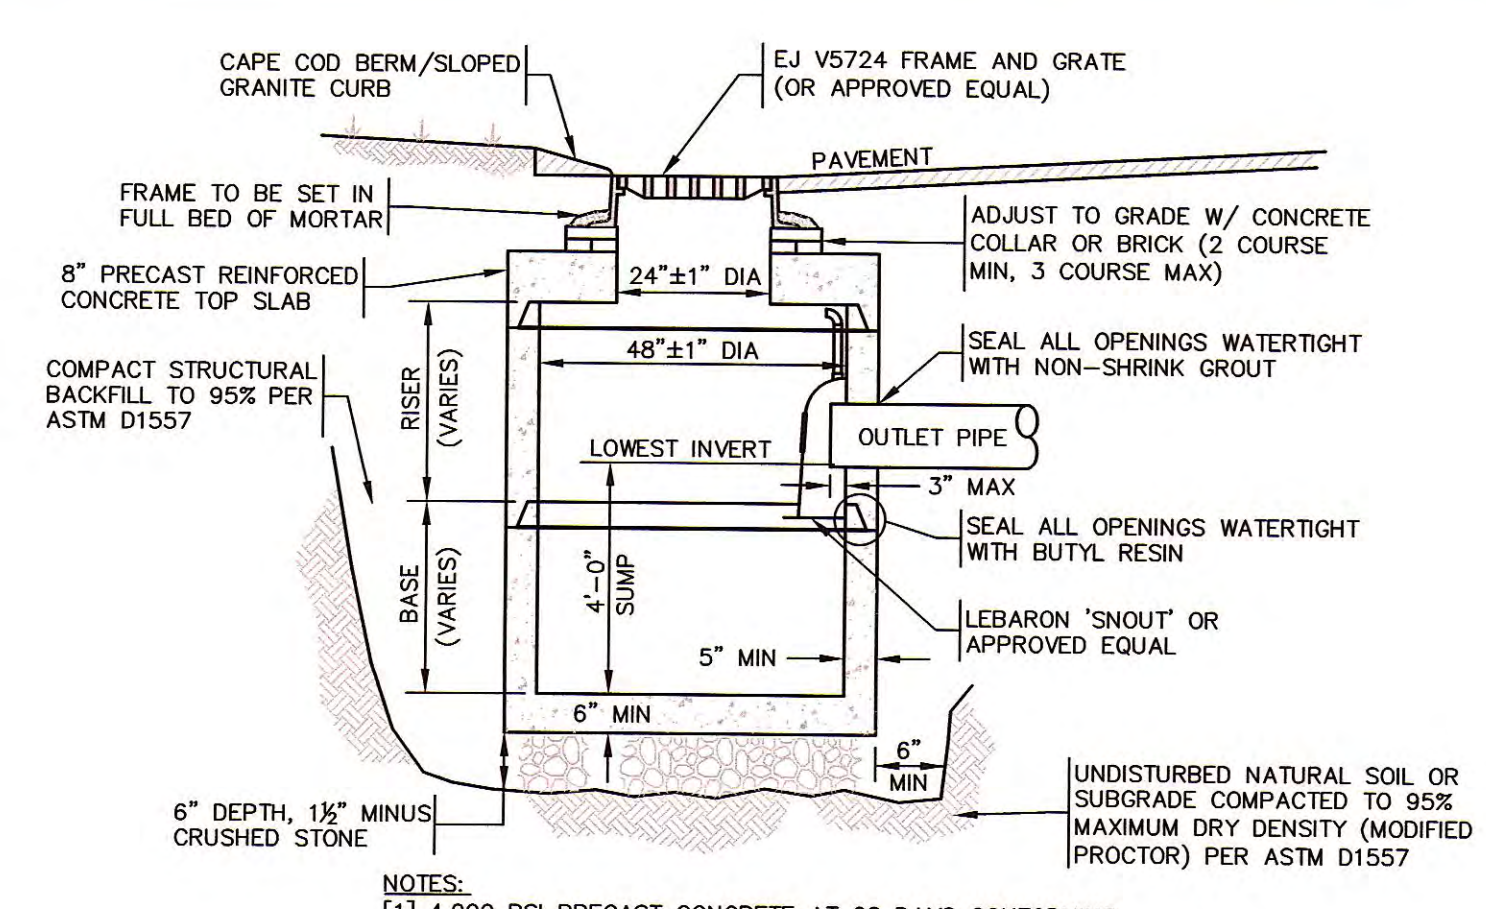 CAPE COD BERM/SLOPED
GRANITE CURB
EJ V5724 FRAME AND GRATE
(OR APPROVED EQUAL)
PAVEMENT
FRAME TO BE SET IN
FULL BED OF MORTAR
ADJUST TO GRADE W/ CONCRETE
COLLAR OR BRICK (2 COURSE
MIN, 3 COURSE MAX)
8" PRECAST REINFORCED
CONCRETE TOP SLAB
24"±1" DIA
48"±1" DIA
SEAL ALL OPENINGS WATERTIGHT
WITH NON-SHRINK GROUT
COMPACT STRUCTURAL
BACKFILL TO 95% PER
ASTM D1557
RISER
(VARIES)
LOWEST INVERT
OUTLET PIPE
3" MAX
SEAL ALL OPENINGS WATERTIGHT
WITH BUTYL RESIN
BASE
(VARIES)
4'-0"
SUMP
LEBARON 'SNOUT' OR
APPROVED EQUAL
5" MIN
6" MIN
6"
MIN
6" DEPTH, 1½" MINUS
CRUSHED STONE
UNDISTURBED NATURAL SOIL OR
SUBGRADE COMPACTED TO 95%
MAXIMUM DRY DENSITY (MODIFIED
PROCTOR) PER ASTM D1557
NOTES: